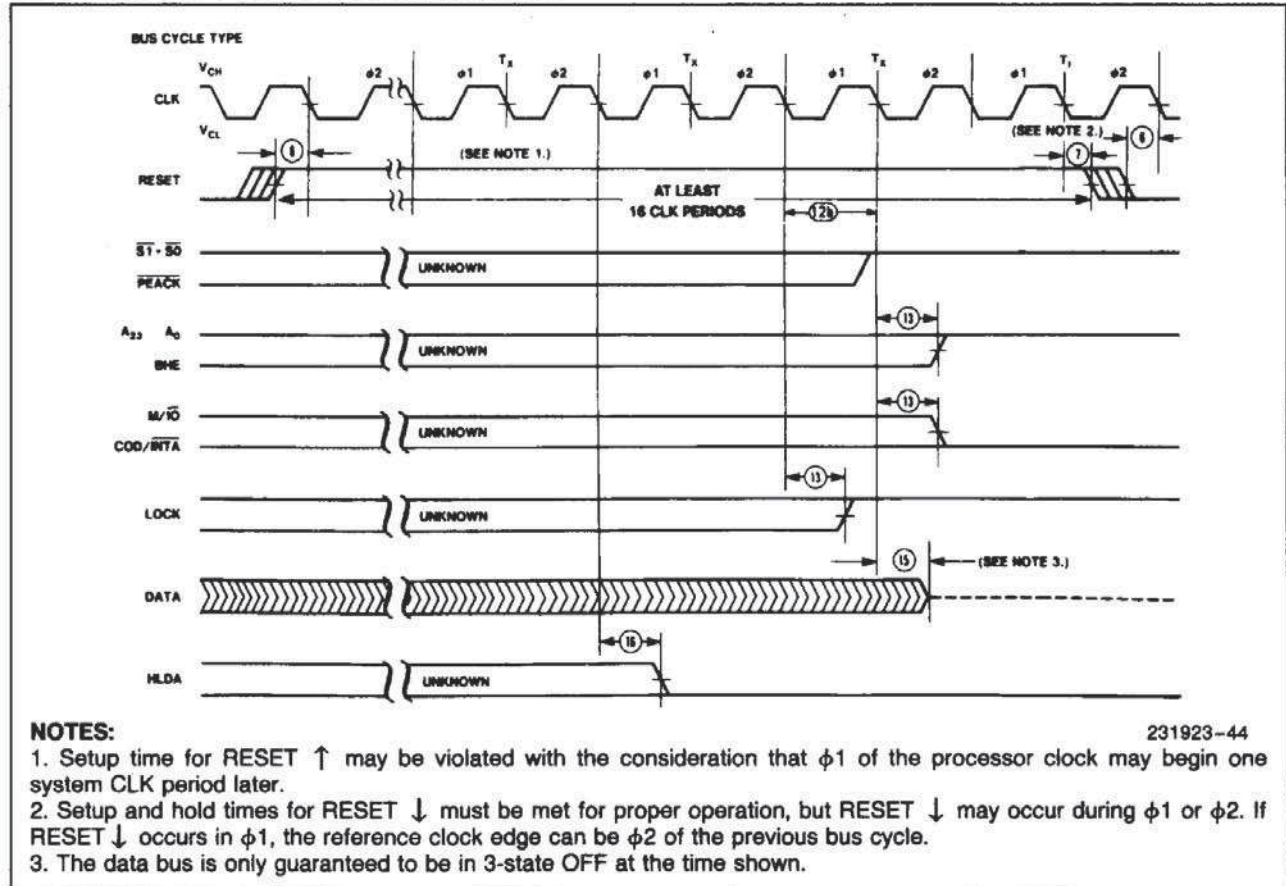 BUS CYCLE TYPE
V_CH φ2 φ1 T_X φ2 φ1 T_X φ2 φ1 T_X φ2 φ1 T_I φ2
CLK
V_CL (SEE NOTE 2.) 6
8 (SEE NOTE 1.) 7
RESET AT LEAST
16 CLK PERIODS 12a
S̅1̅ · S̅0̅
UNKNOWN
P̅E̅A̅C̅K̅
13
A₂₃ A₀
UNKNOWN
BHE
13
M/I̅O̅
UNKNOWN
COD/I̅N̅T̅A̅
13
LOCK UNKNOWN
15 (SEE NOTE 3.)
DATA
16
HLDA UNKNOWN
NOTES: 231923–44
1. Setup time for RESET ↑ may be violated with the consideration that φ1 of the processor clock may begin one
system CLK period later.
2. Setup and hold times for RESET ↓ must be met for proper operation, but RESET ↓ may occur during φ1 or φ2. If
RESET ↓ occurs in φ1, the reference clock edge can be φ2 of the previous bus cycle.
3. The data bus is only guaranteed to be in 3-state OFF at the time shown.